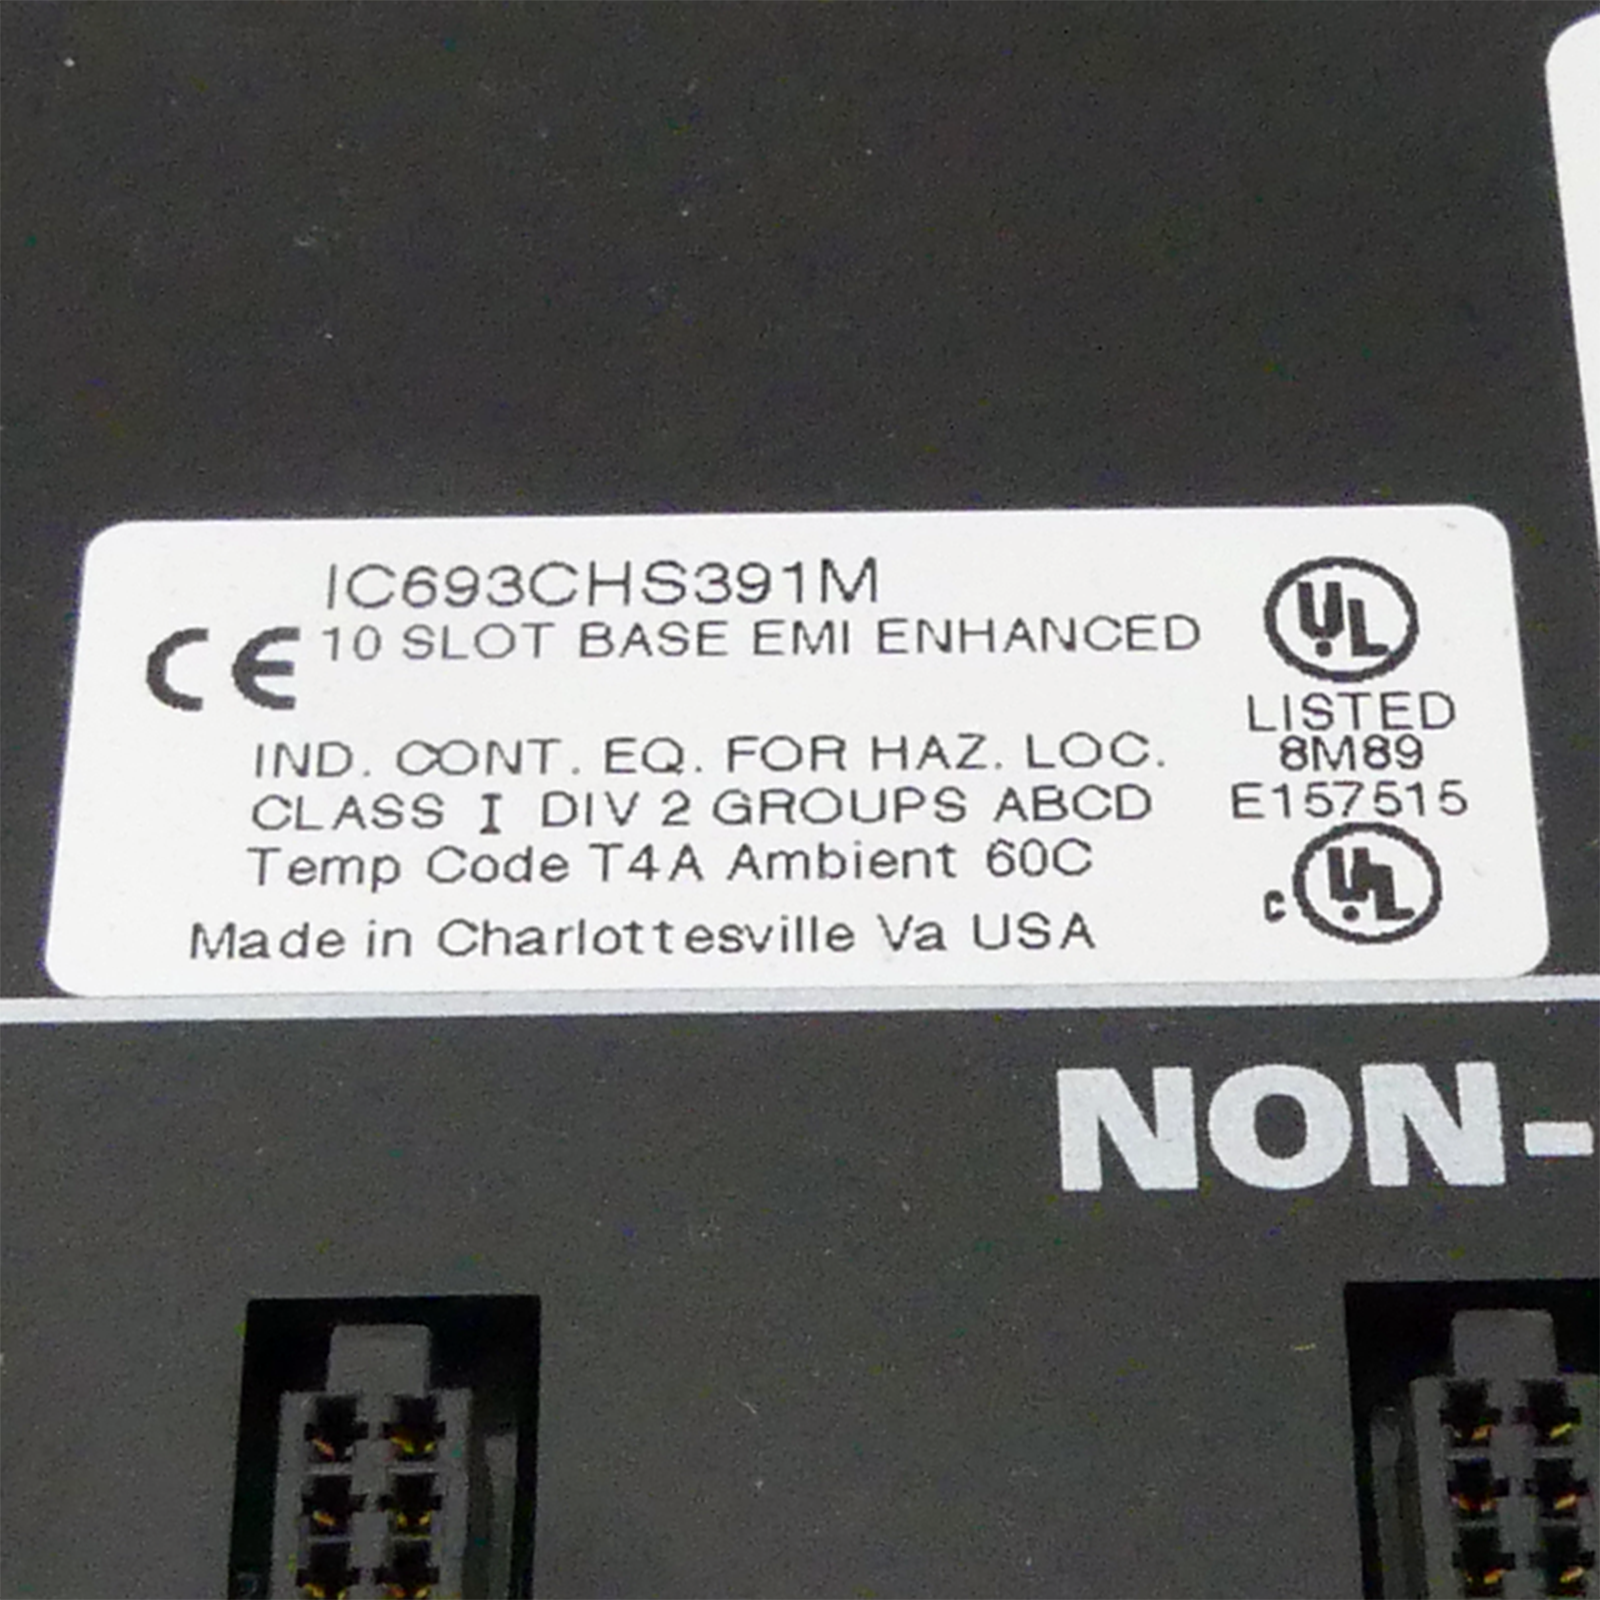 IC693CHS391M
CE 10 SLOT BASE EMI ENHANCED
IND. CONT. EQ. FOR HAZ. LOC.
CLASS I DIV 2 GROUPS ABCD
Temp Code T4A Ambient 60C
Made in Charlottesville Va USA
UL
LISTED
8M89
E157515
C UL
NON-